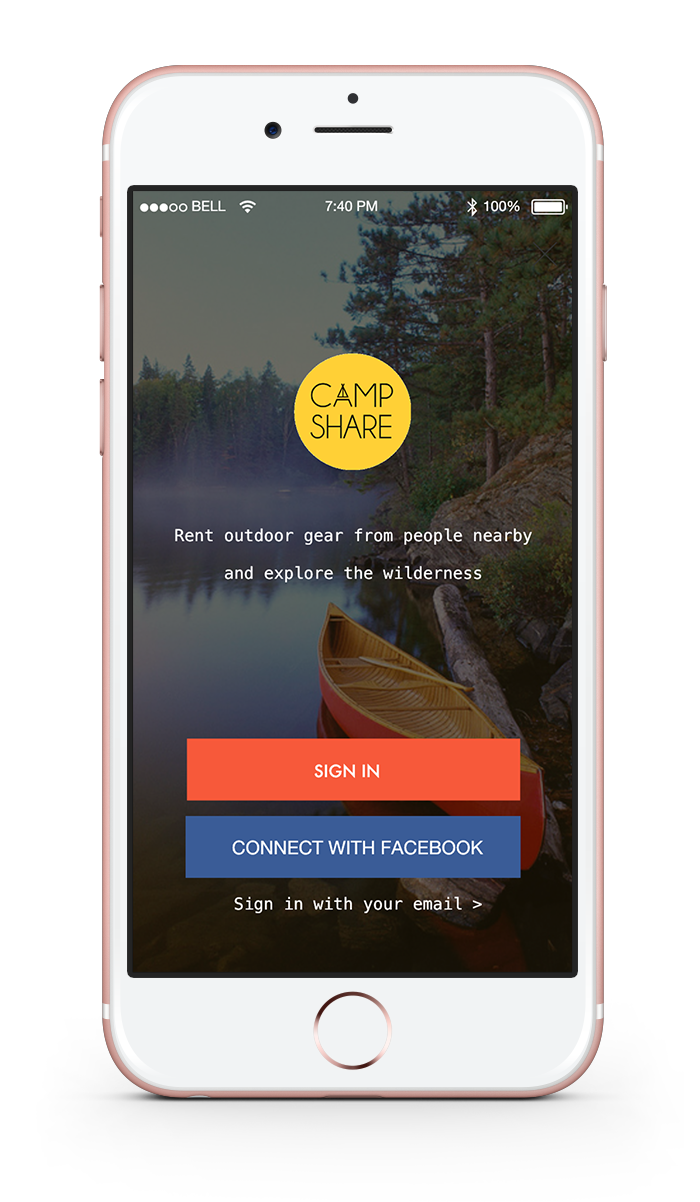 BELL 7:40 PM 100%
CAMP
SHARE
Rent outdoor gear from people nearby
and explore the wilderness
SIGN IN
CONNECT WITH FACEBOOK
Sign in with your email >